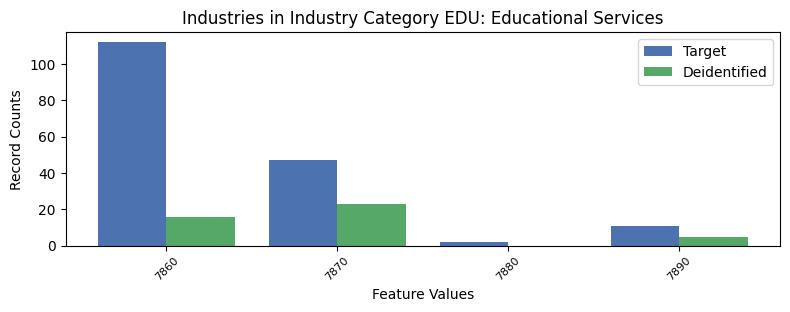 Industries in Industry Category EDU: Educational Services
Target
Deidentified
Record Counts
100
80
60
40
20
0
7860
7870
7880
7890
Feature Values